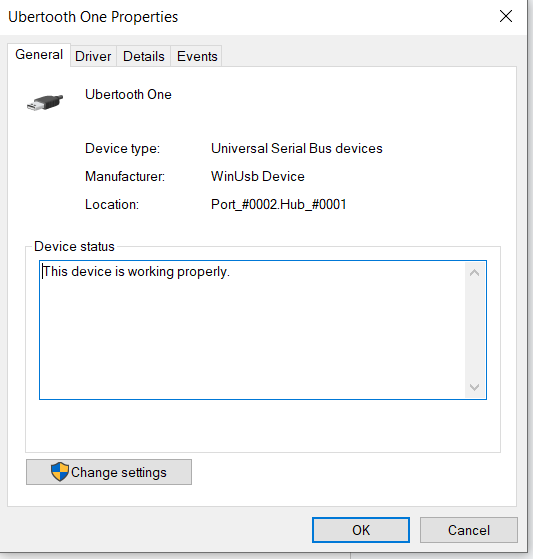 Ubertooth One Properties
General Driver Details Events
Ubertooth One
Device type: Universal Serial Bus devices
Manufacturer: WinUsb Device
Location: Port_#0002.Hub_#0001
Device status
This device is working properly.
Change settings
OK Cancel